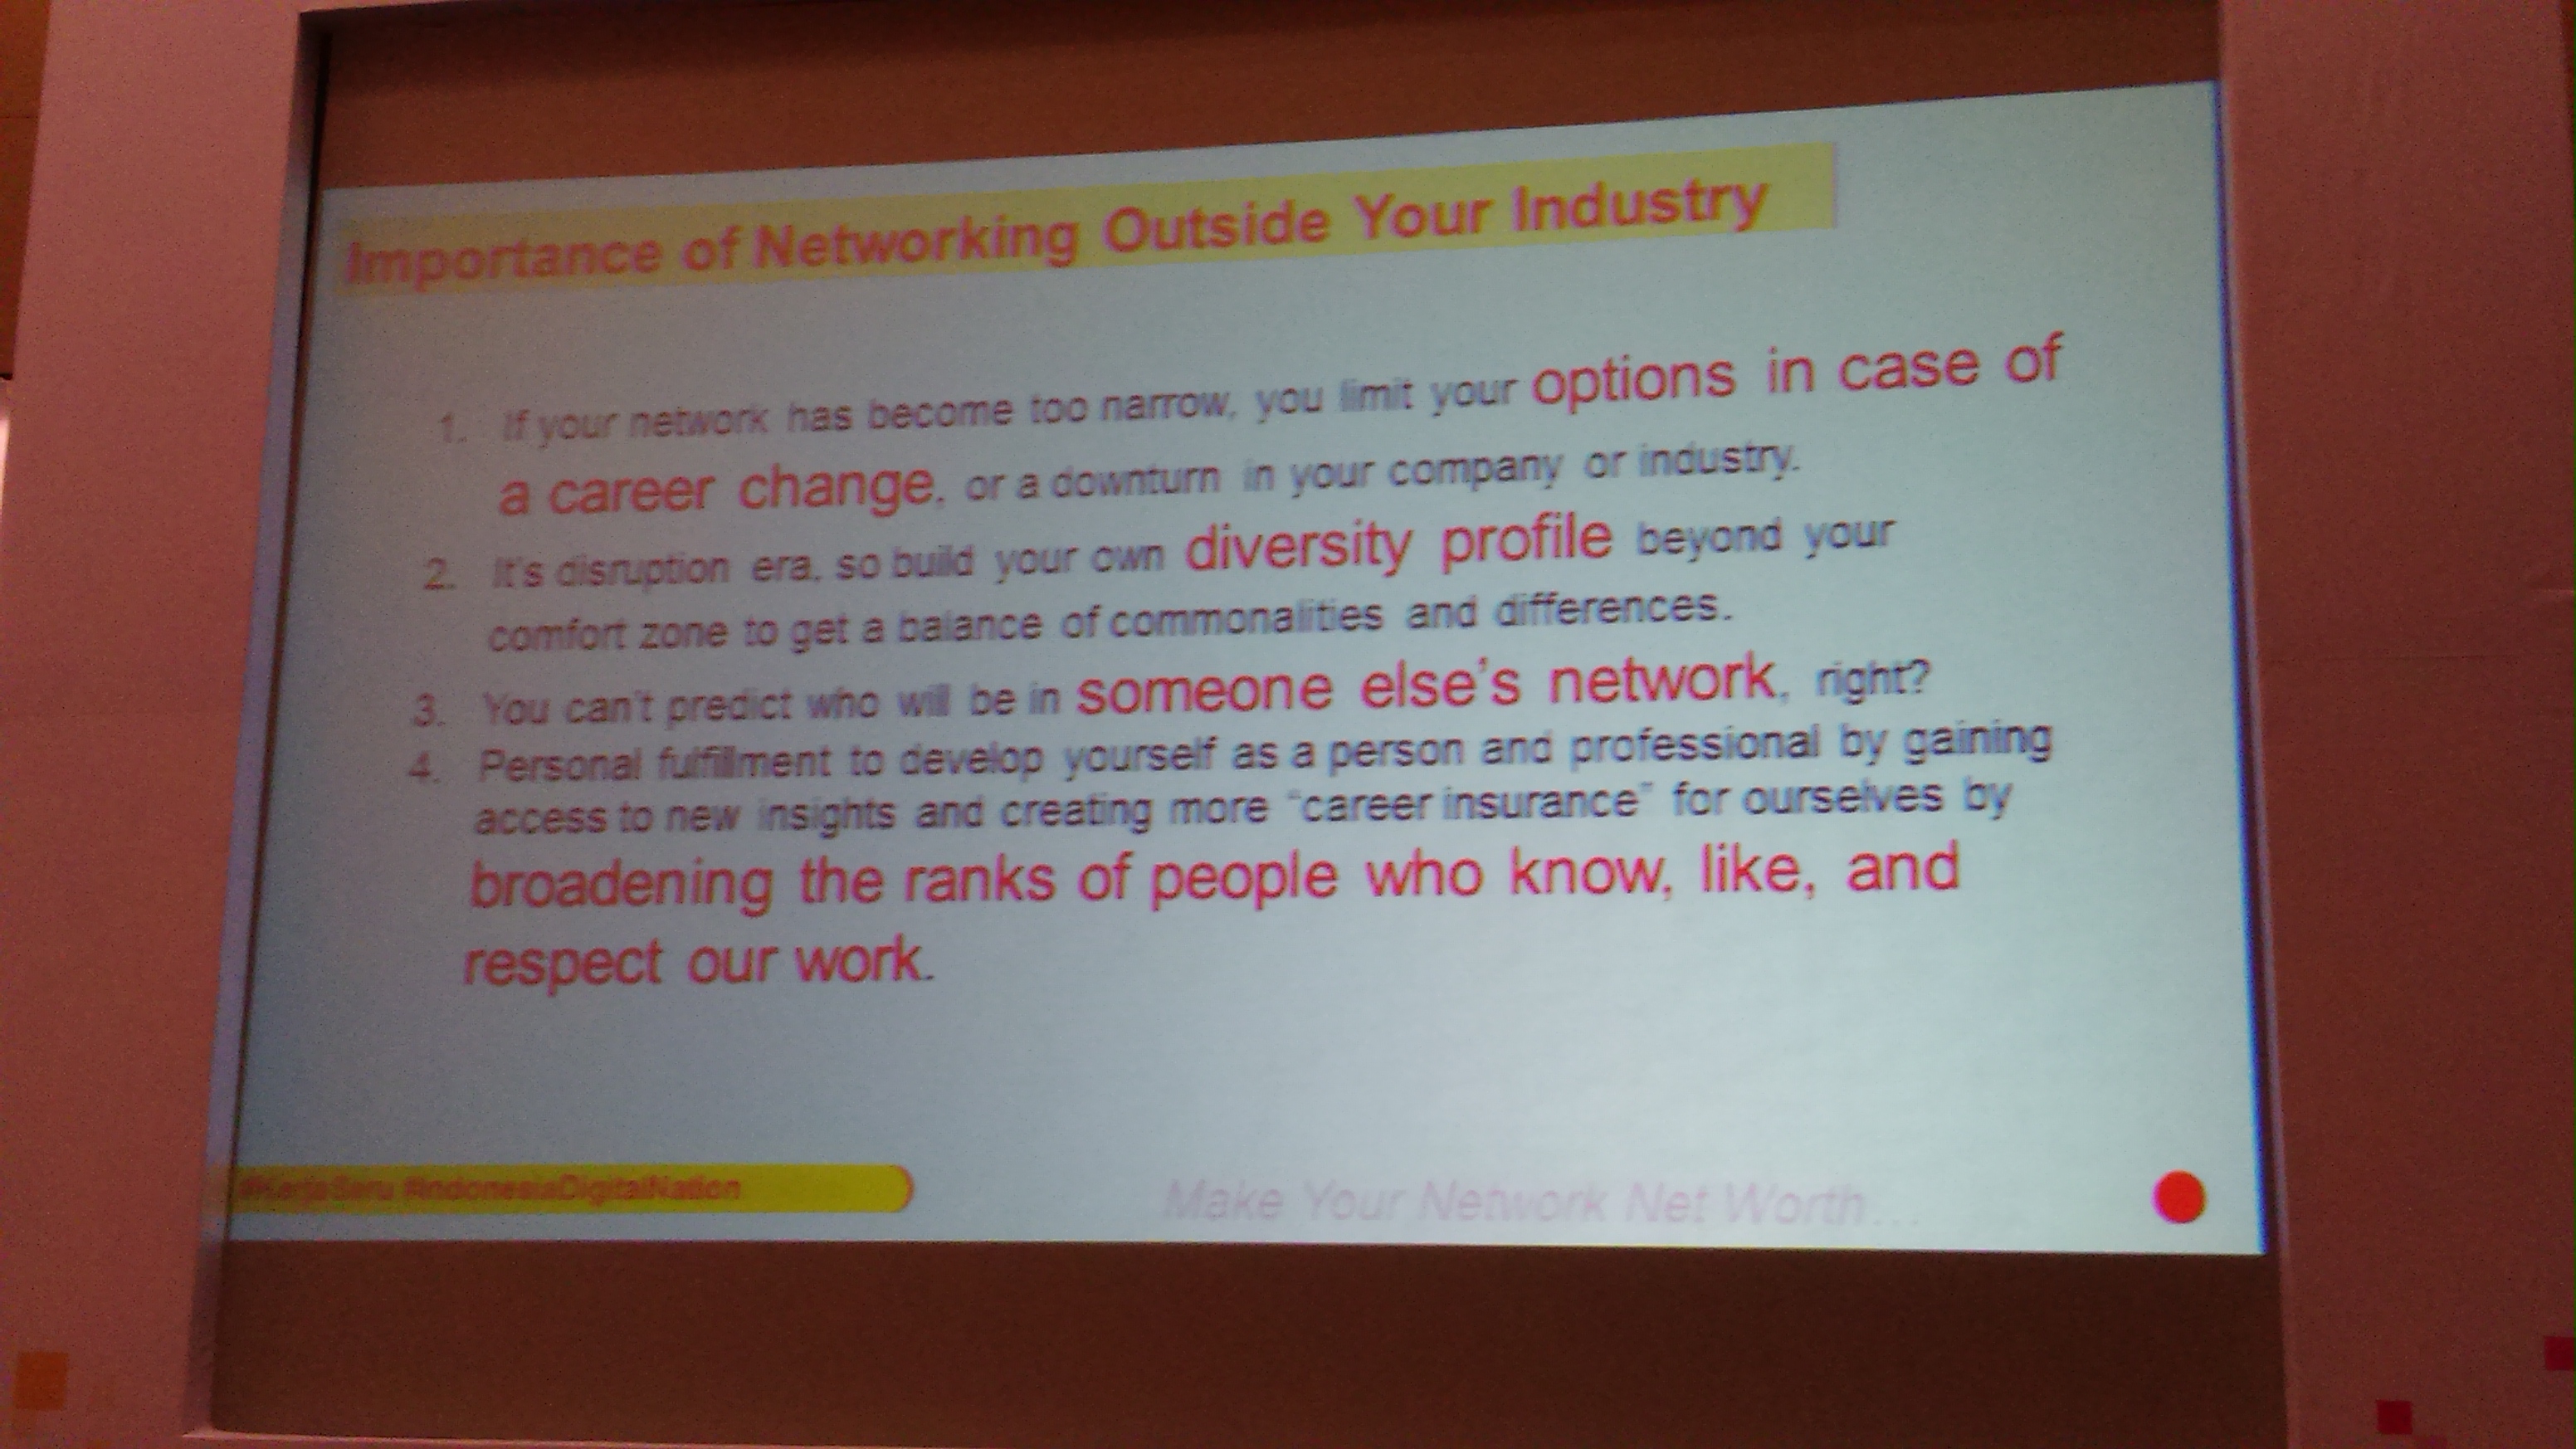 Importance of Networking Outside Your Industry
1. If your network has become too narrow, you limit your options in case of
a career change, or a downturn in your company or industry.
2. It's disruption era, so build your own diversity profile beyond your
comfort zone to get a balance of commonalities and differences.
3. You can't predict who will be in someone else's network, right?
4. Personal fulfillment to develop yourself as a person and professional by gaining
access to new insights and creating more "career insurance" for ourselves by
broadening the ranks of people who know, like, and
respect our work.
#IndonesiaDigitalNation
Make Your Network Net Worth...